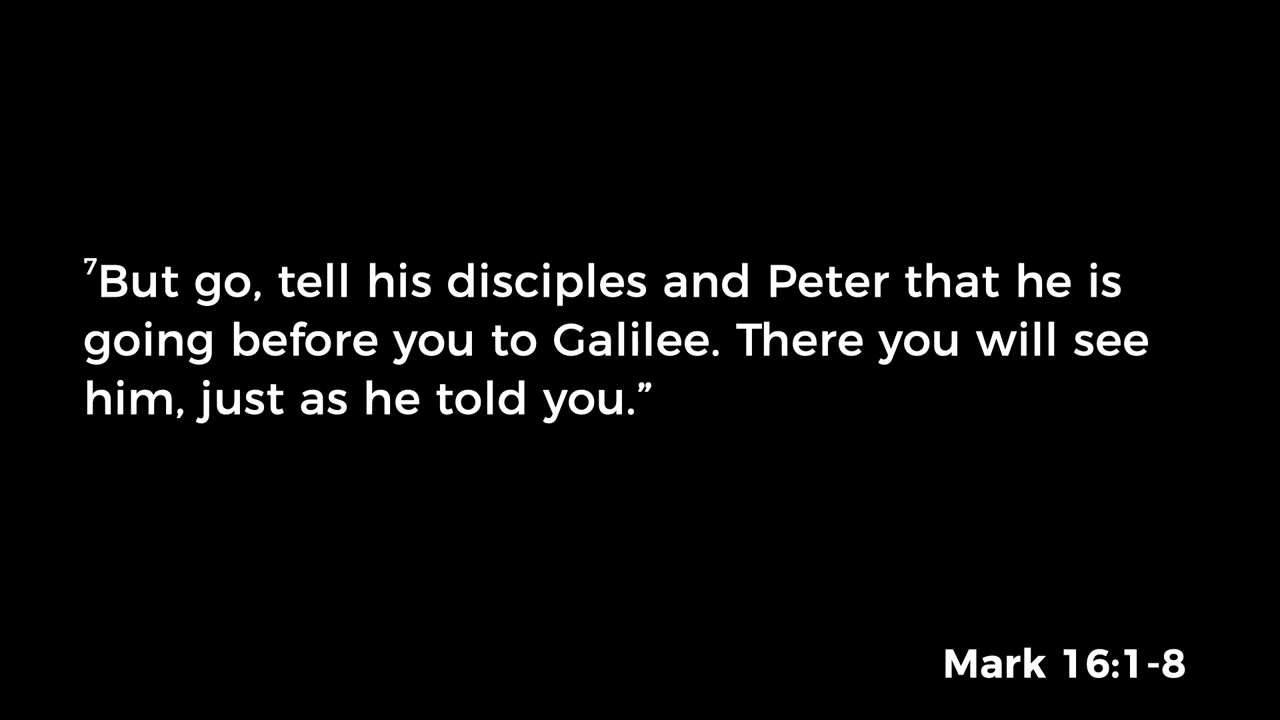 ⁷But go, tell his disciples and Peter that he is
going before you to Galilee. There you will see
him, just as he told you.”
Mark 16:1-8